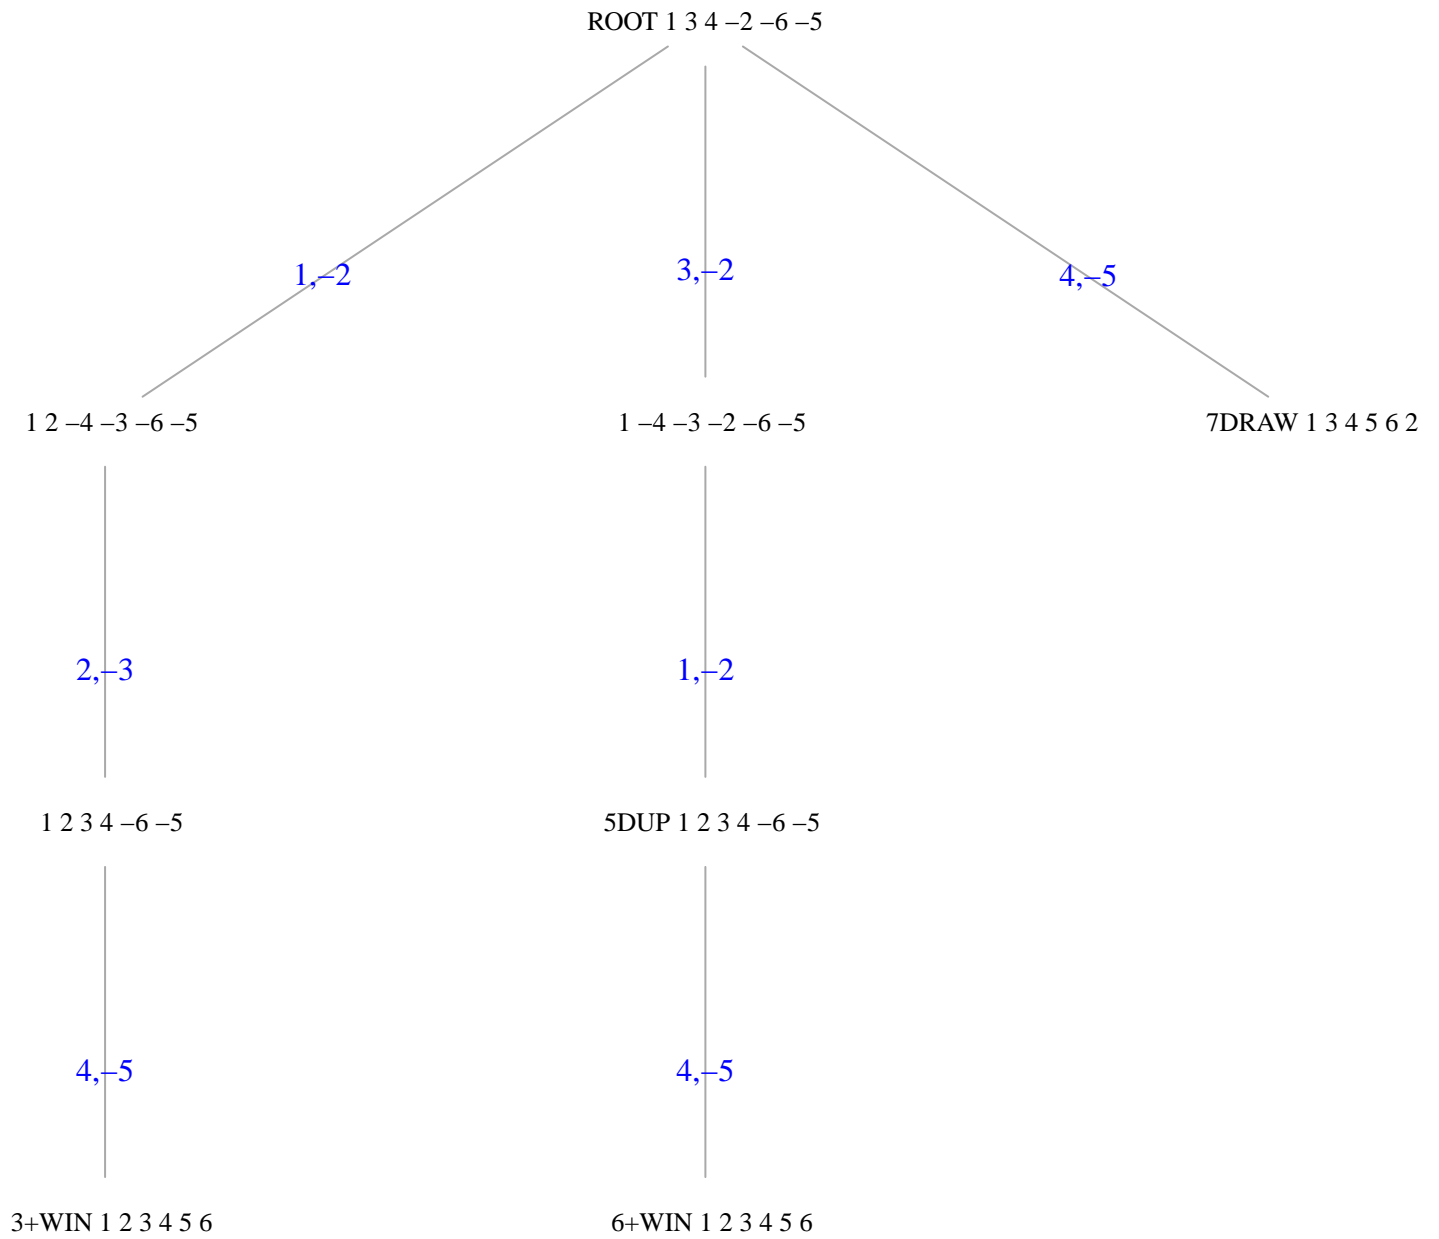 ROOT 1 3 4 –2 –6 –5
1,–2
3,–2
4,–5
1 2 –4 –3 –6 –5
1 –4 –3 –2 –6 –5
7DRAW 1 3 4 5 6 2
2,–3
1,–2
1 2 3 4 –6 –5
5DUP 1 2 3 4 –6 –5
4,–5
4,–5
3+WIN 1 2 3 4 5 6
6+WIN 1 2 3 4 5 6